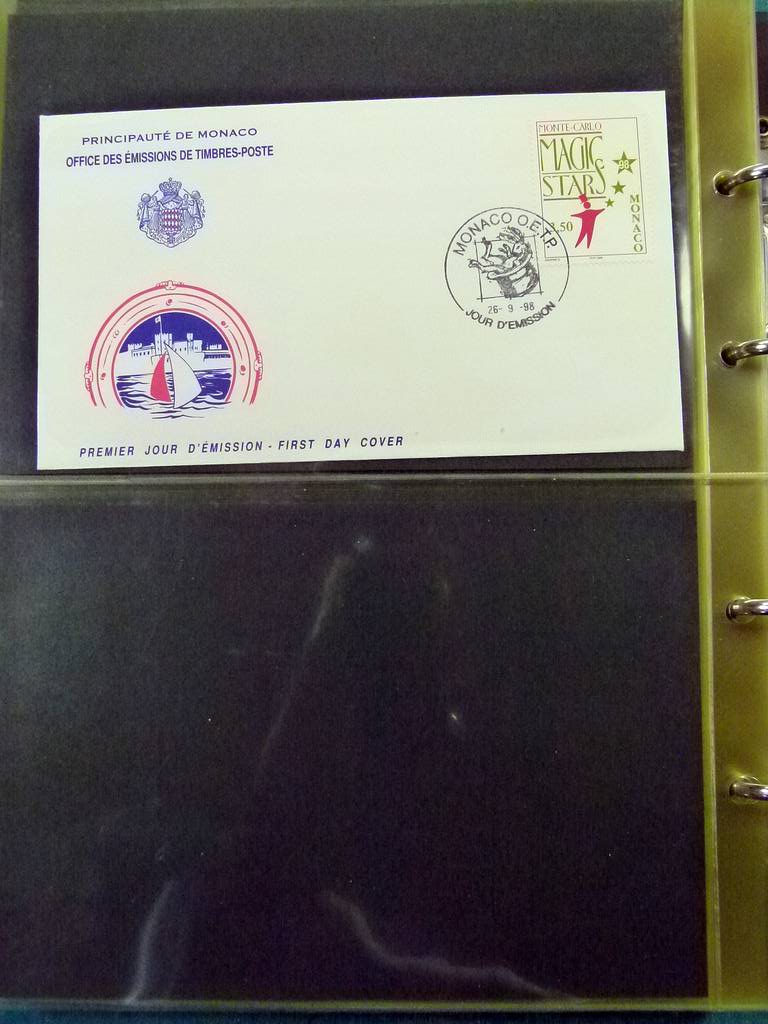 PRINCIPAUTÉ DE MONACO
OFFICE DES ÉMISSIONS DE TIMBRES-POSTE
MONTE-CARLO
MAGIC
STARS
98
MONACO
3,50
MONACO O.E.T.P.
26- 9 -98
JOUR D'EMISSION
PREMIER JOUR D'ÉMISSION - FIRST DAY COVER